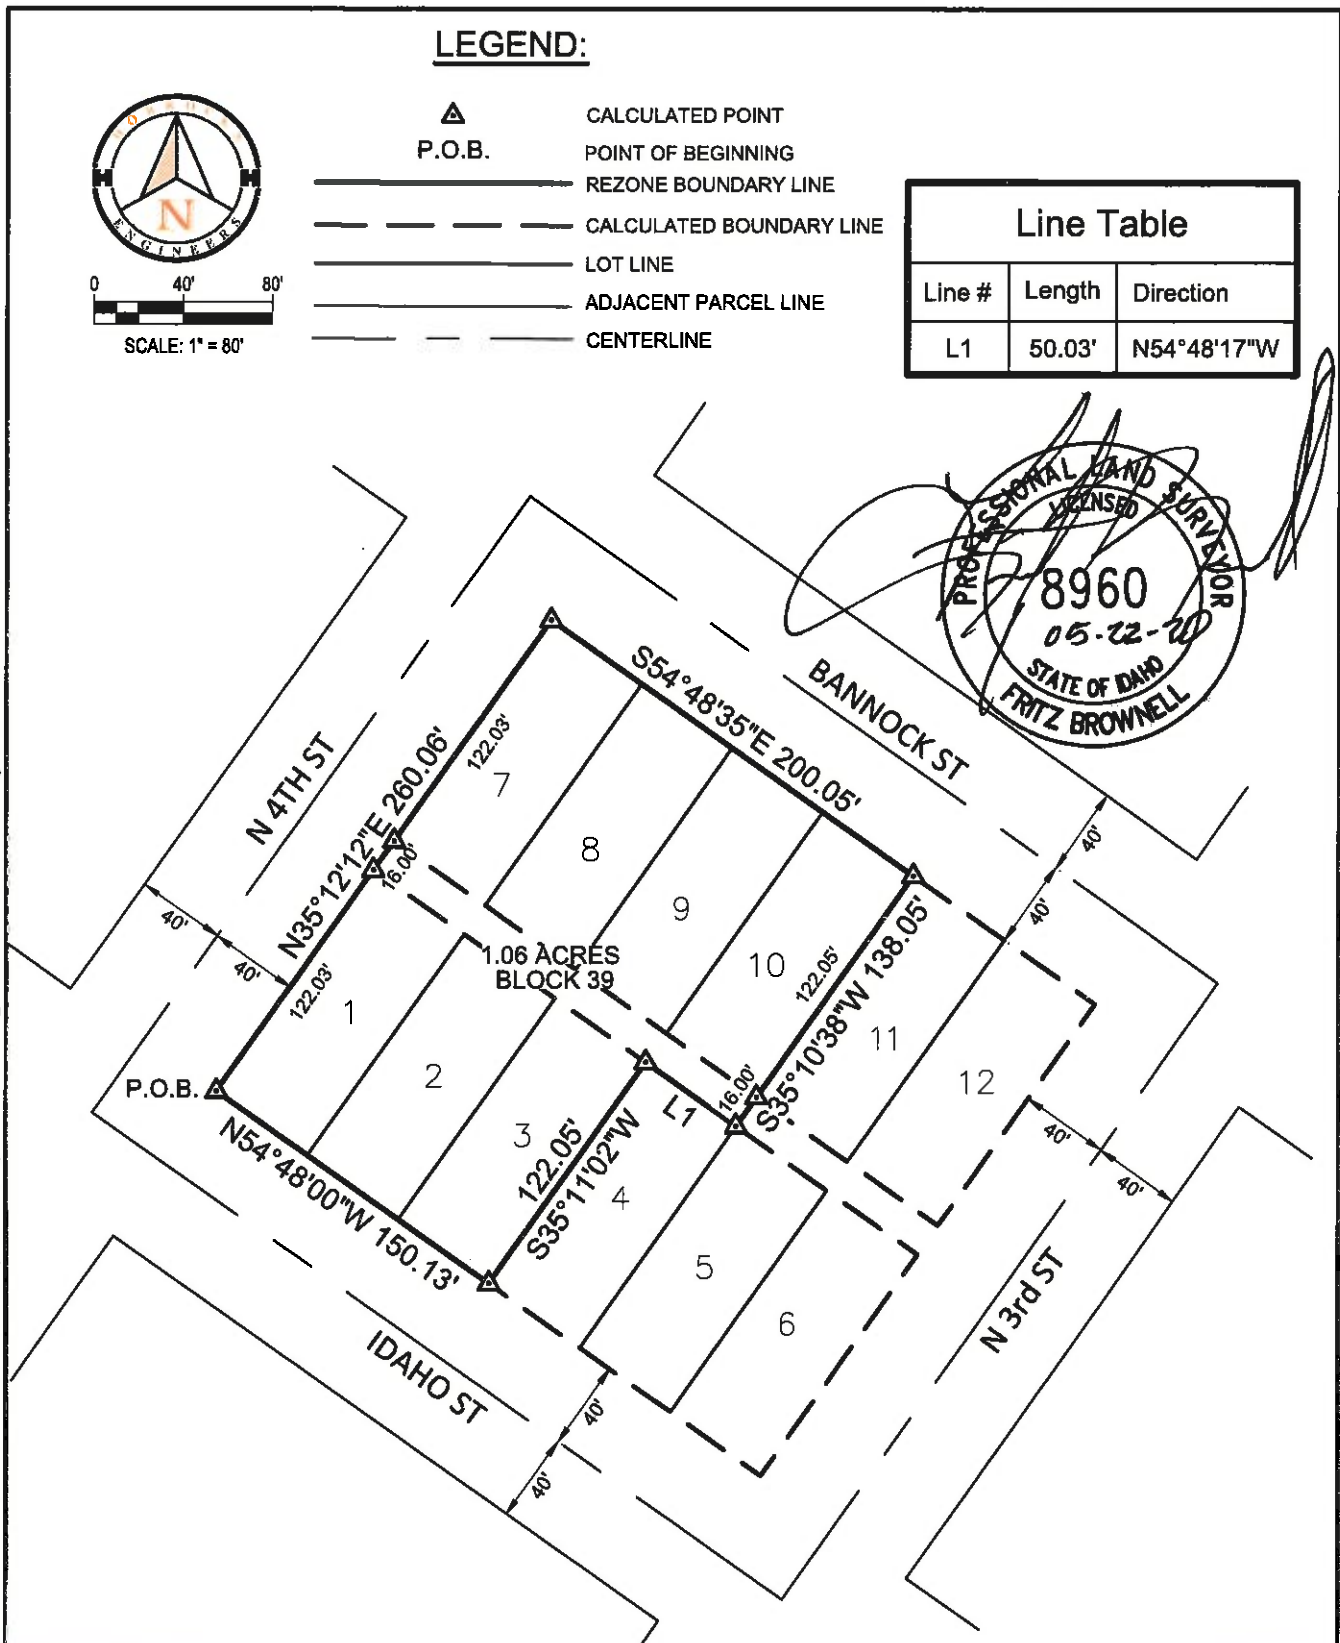 LEGEND:
CALCULATED POINT
P.O.B. POINT OF BEGINNING
REZONE BOUNDARY LINE
CALCULATED BOUNDARY LINE
LOT LINE
ADJACENT PARCEL LINE
CENTERLINE
N
ENGINEERS
0 40' 80'
SCALE: 1" = 80'
Line Table
Line # Length Direction
L1 50.03' N54°48'17"W
PROFESSIONAL LAND SURVEYOR
LICENSED
8960
05-22-20
STATE OF IDAHO
FRITZ BROWNELL
BANNOCK ST
S54°48'35"E 200.05'
N 4TH ST
N35°12'12"E 260.06'
122.03'
16.00'
122.03'
7
8
9
10
11
12
40'
40'
40'
40'
1.06 ACRES
BLOCK 39
122.05'
S35°10'38"W 138.05'
16.00'
1
2
3
4
5
6
P.O.B.
L1
122.05'
S35°11'02"W
N54°48'00"W 150.13'
40'
40'
N 3rd ST
IDAHO ST
40'
40'